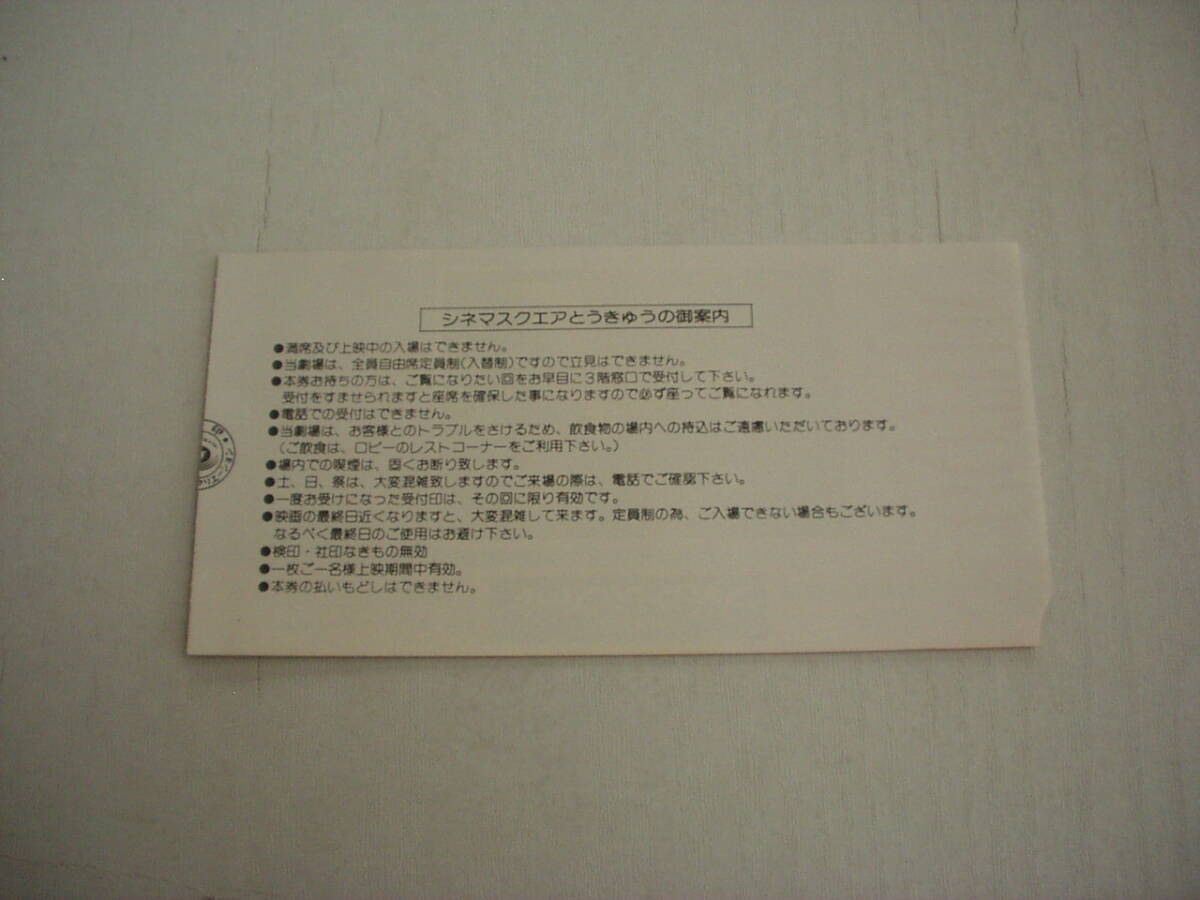 シネマスクエアとうきゅうの御案内
●満席及び上映中の入場はできません。
●当劇場は、全員自由席定員制(入替制)ですので立見はできません。
●本券お持ちの方は、ご覧になりたい回をお早目に3階窓口で受付して下さい。
受付をすませられますと座席を確保した事になりますので必ず座ってご覧になれます。
●電話での受付はできません。
●当劇場は、お客様とのトラブルをさけるため、飲食物の場内への持込はご遠慮いただいております。
(ご飲食は、ロビーのレストコーナーをご利用下さい。)
●場内での喫煙は、固くお断り致します。
●土、日、祭は、大変混雑致しますのでご来場の際は、電話でご確認下さい。
●一度お受けになった受付印は、その回に限り有効です。
●映画の最終日近くなりますと、大変混雑して来ます。定員制の為、ご入場できない場合もございます。
なるべく最終日のご使用はお避け下さい。
●検印・社印なきもの無効
●一枚ご一名様上映期間中有効。
●本券の払いもどしはできません。